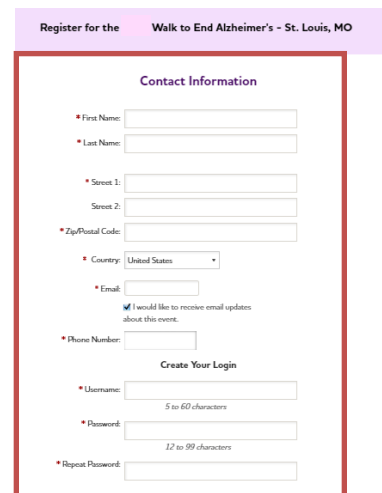 Register for the Walk to End Alzheimer's - St. Louis, MO
Contact Information
* First Name:
* Last Name:
* Street 1:
Street 2:
* Zip/Postal Code:
* Country: United States
* Email:
I would like to receive email updates
about this event.
* Phone Number:
Create Your Login
* Username:
5 to 60 characters
* Password:
12 to 99 characters
* Repeat Password: